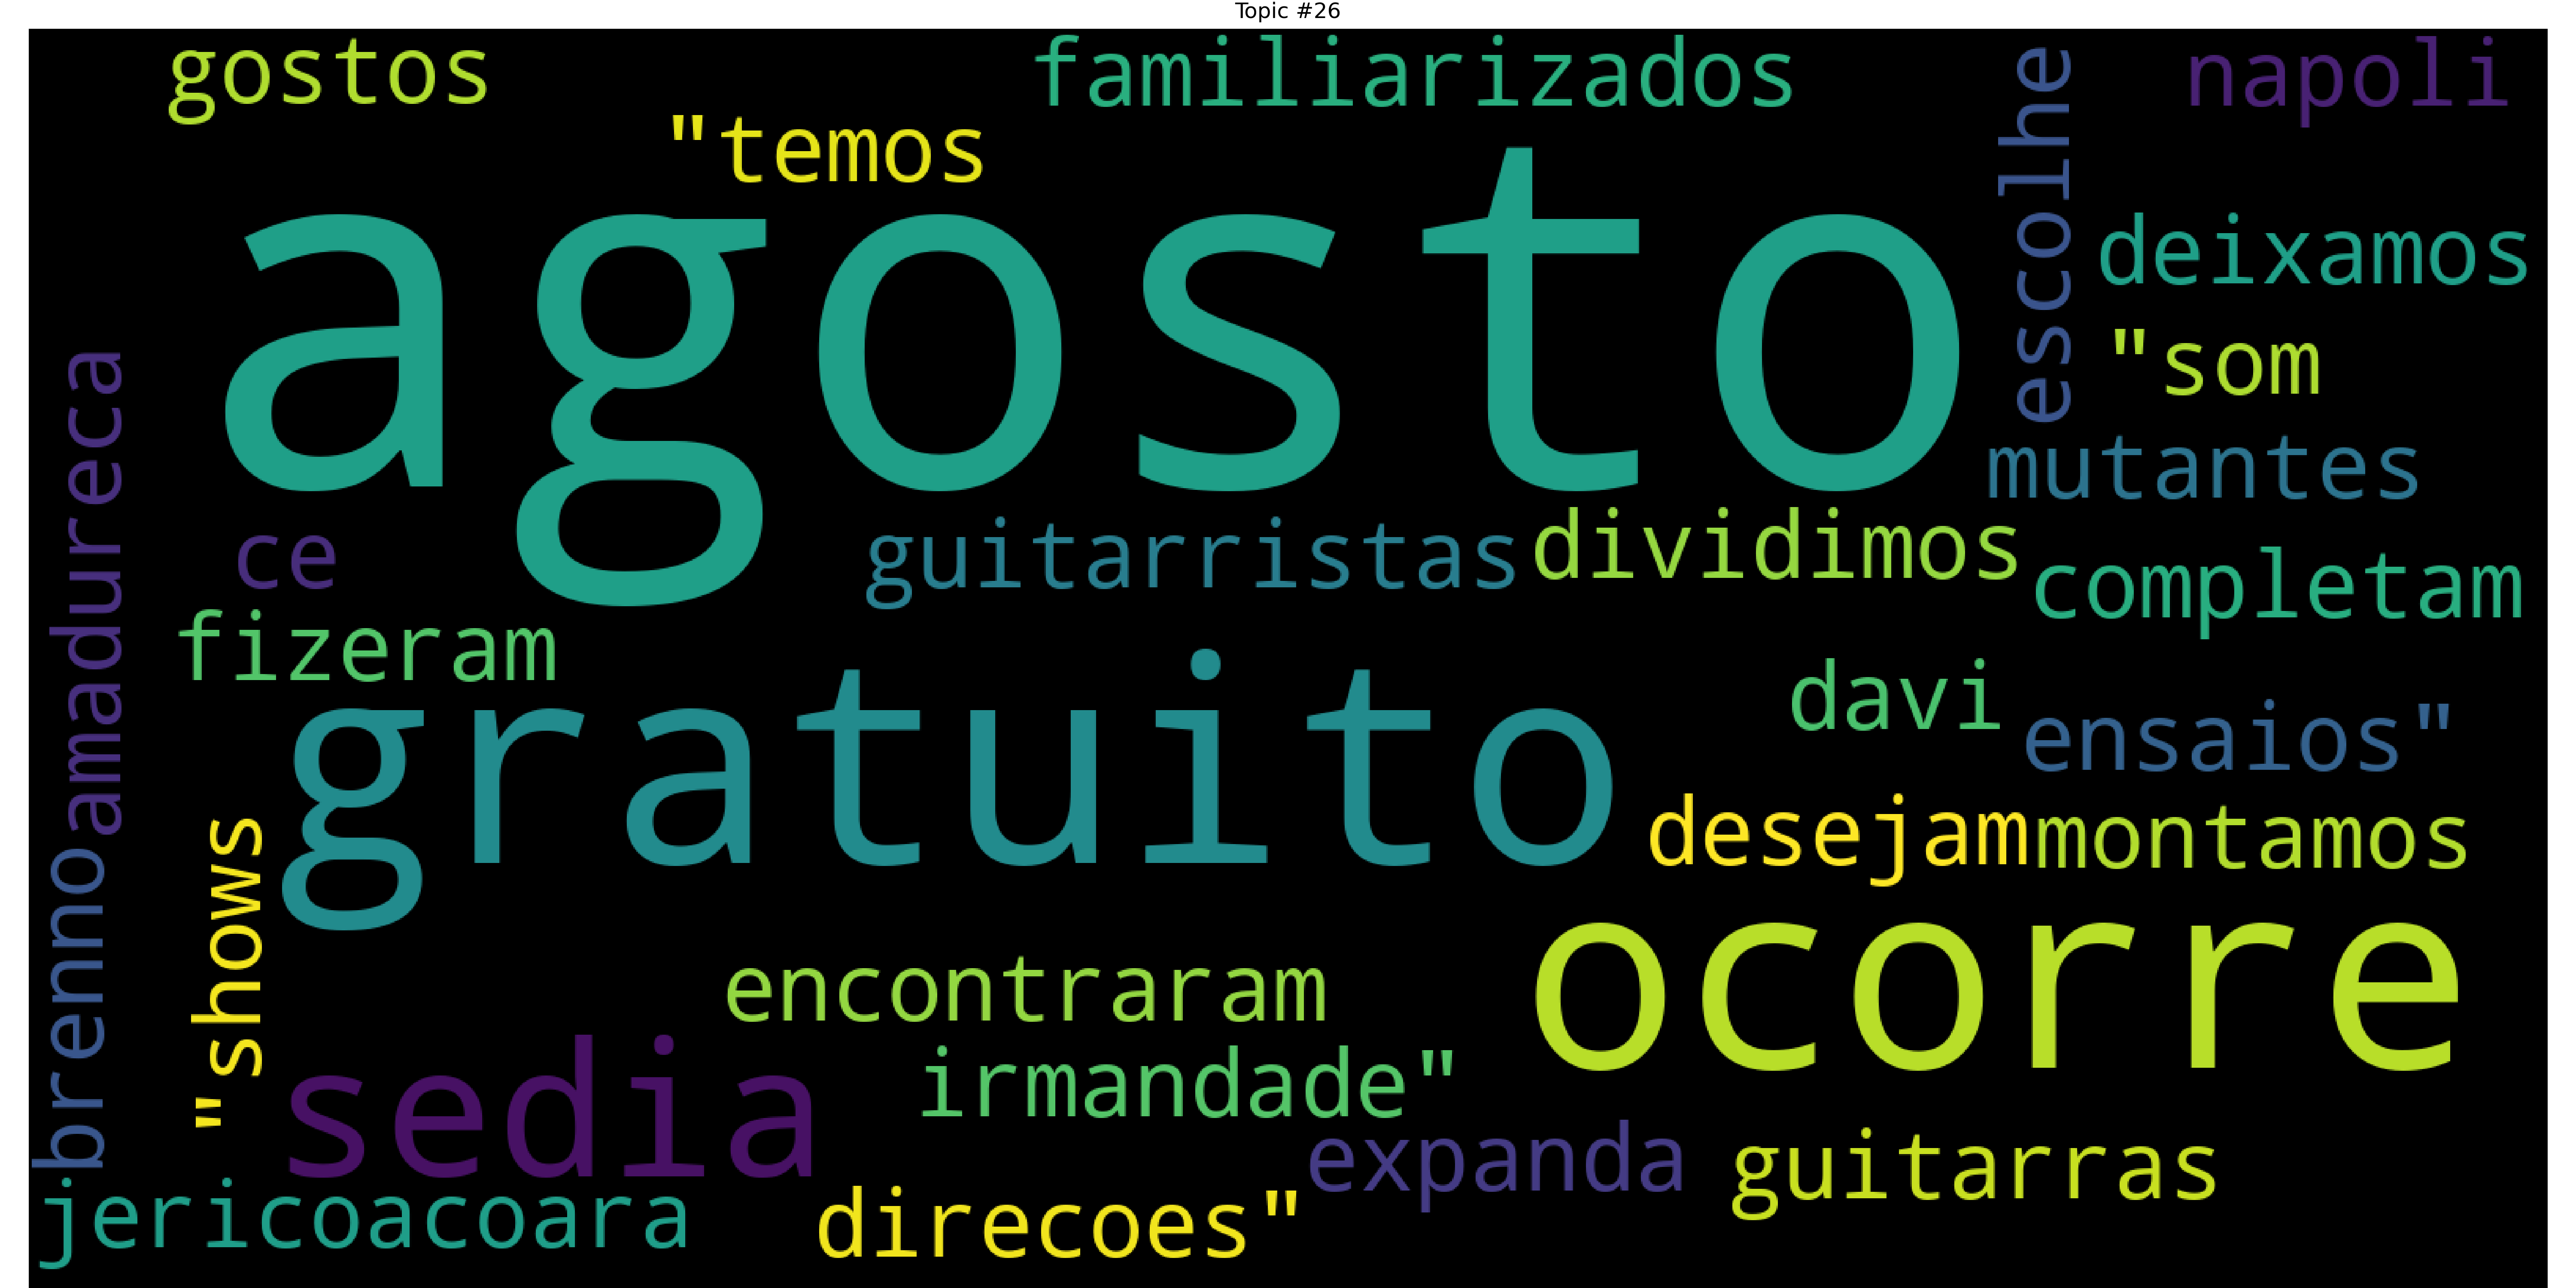 Topic #26
gostos
familiarizados
napoli
escolhe
"temos
agosto
deixamos
"som
mutantes
amadureca
ce
guitarristas
dividimos
completam
fizeram
davi
ensaios"
gratuito
desejam
montamos
brenno
"shows
encontraram
ocorre
sedia
irmandade"
expanda
guitarras
jericoacoara
direcoes"